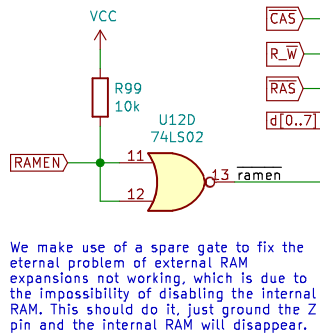 VCC
CAS
R_W
RAS
d[0..7]
R99
10k
U12D
74LS02
RAMEN
11
12
13
ramen
We make use of a spare gate to fix the
eternal problem of external RAM
expansions not working, which is due to
the impossibility of disabling the internal
RAM. This should do it, just ground the Z
pin and the internal RAM will disappear.